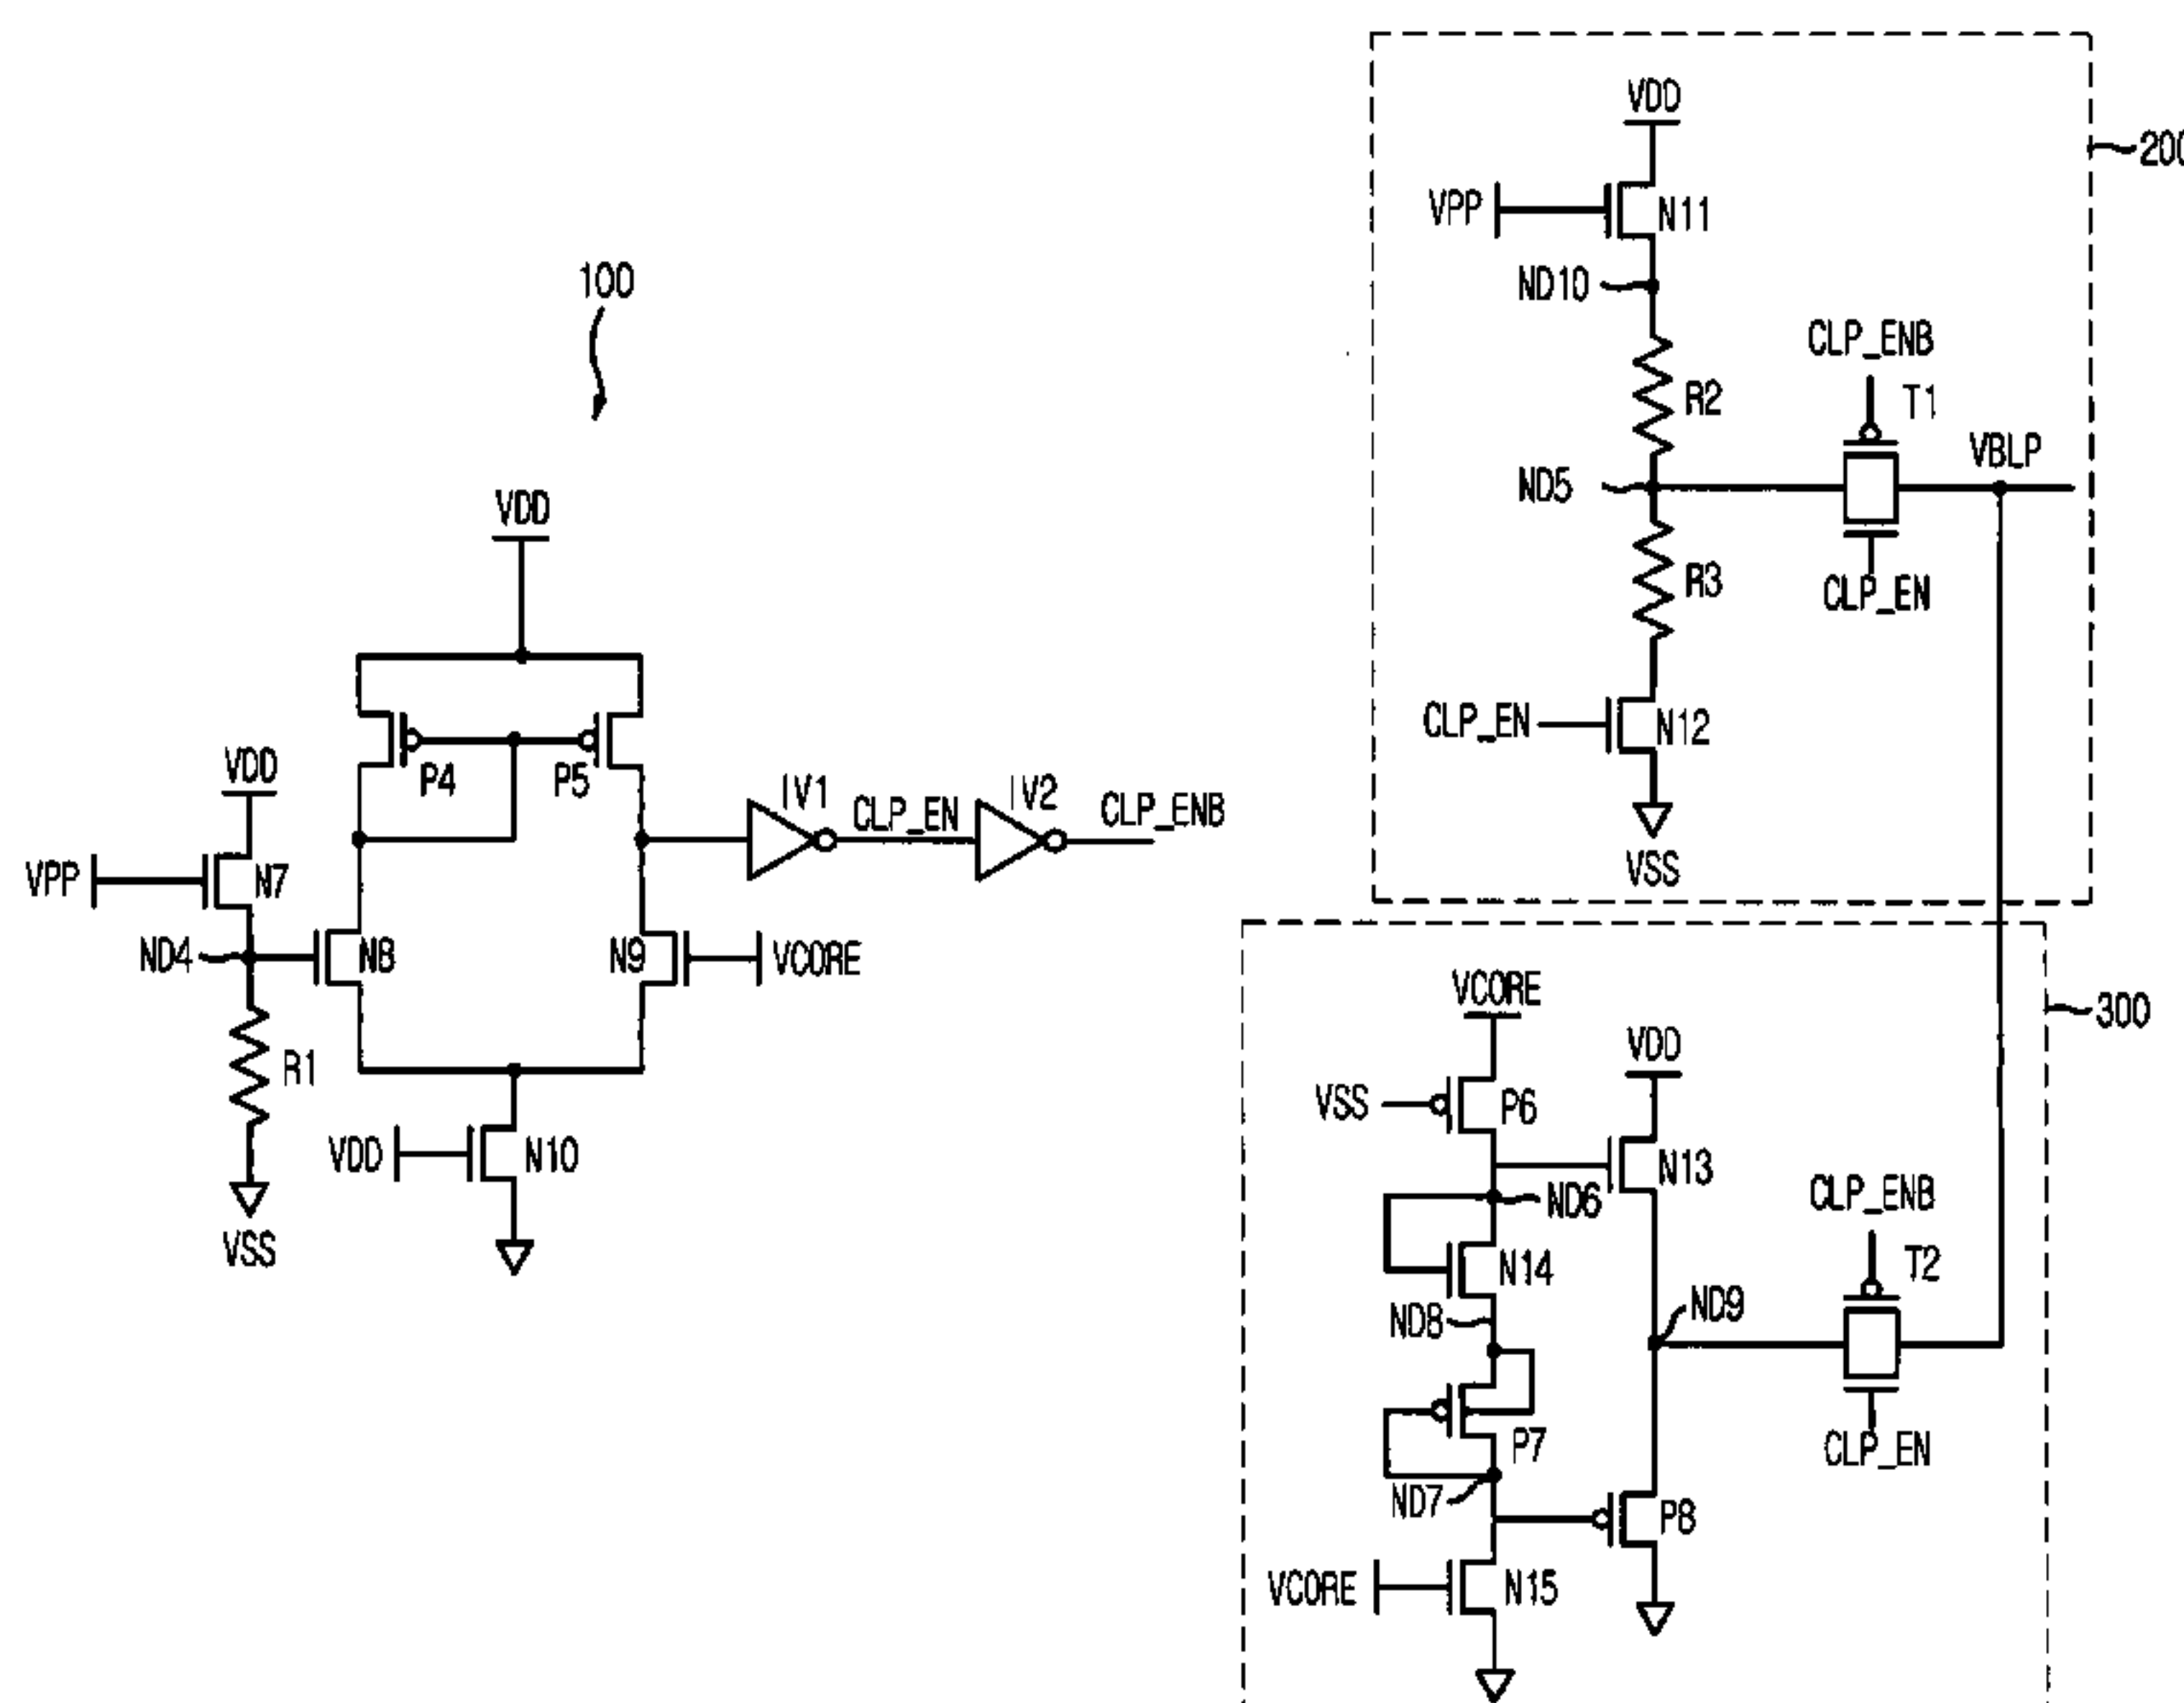 100
VDD
P4
P5
VDD
VPP
N7
ND4
R1
VSS
N8
N9
VCORE
VDD
N10
IV1
CLP_EN
IV2
CLP_ENB
200
VDD
VPP
N11
ND10
R2
CLP_ENB
T1
VBLP
ND5
CLP_EN
R3
CLP_EN
N12
VSS
300
VCORE
VSS
P6
VDD
N13
ND6
N14
ND8
CLP_ENB
T2
ND9
CLP_EN
P7
ND7
P8
VCORE
N15